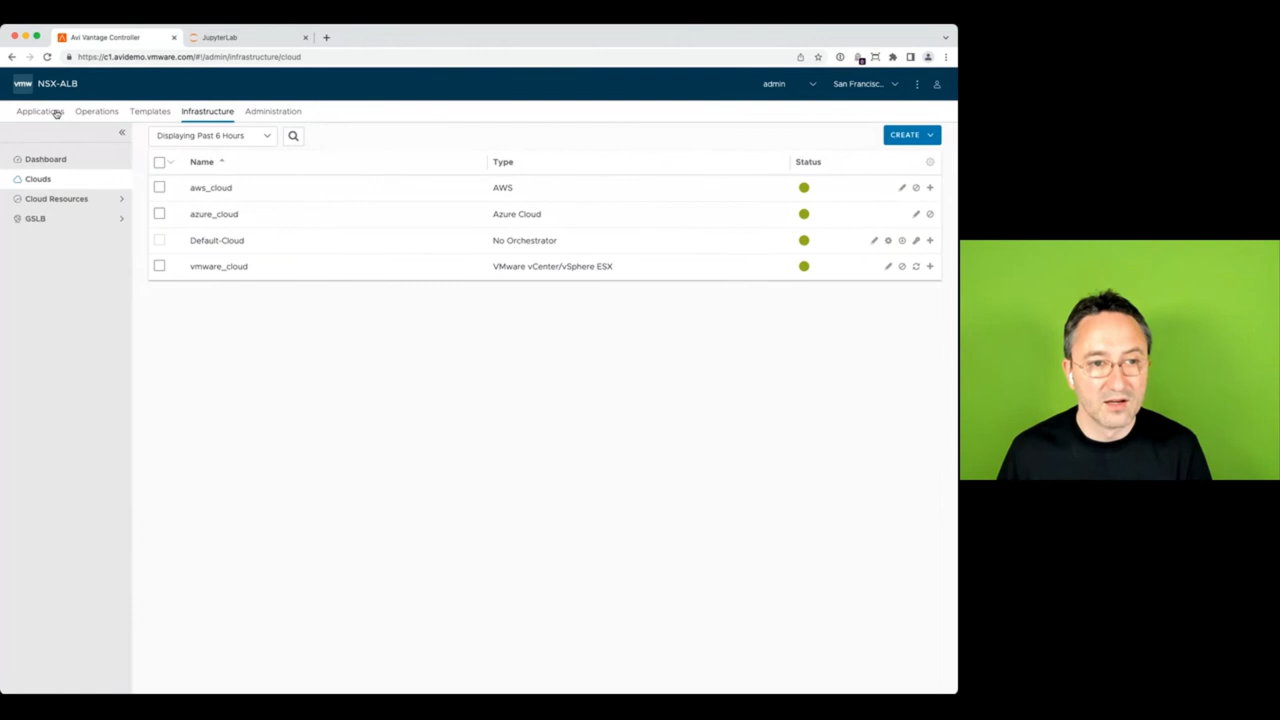 Avi Vantage Controller
JupyterLab
https://c1.avidemo.vmware.com/#!/admin/infrastructure/cloud
vmw NSX-ALB admin San Francisc...
Applications Operations Templates Infrastructure Administration
Displaying Past 6 Hours CREATE
Dashboard
Clouds
Cloud Resources
GSLB
Name Type Status
aws_cloud AWS
azure_cloud Azure Cloud
Default-Cloud No Orchestrator
vmware_cloud VMware vCenter/vSphere ESX